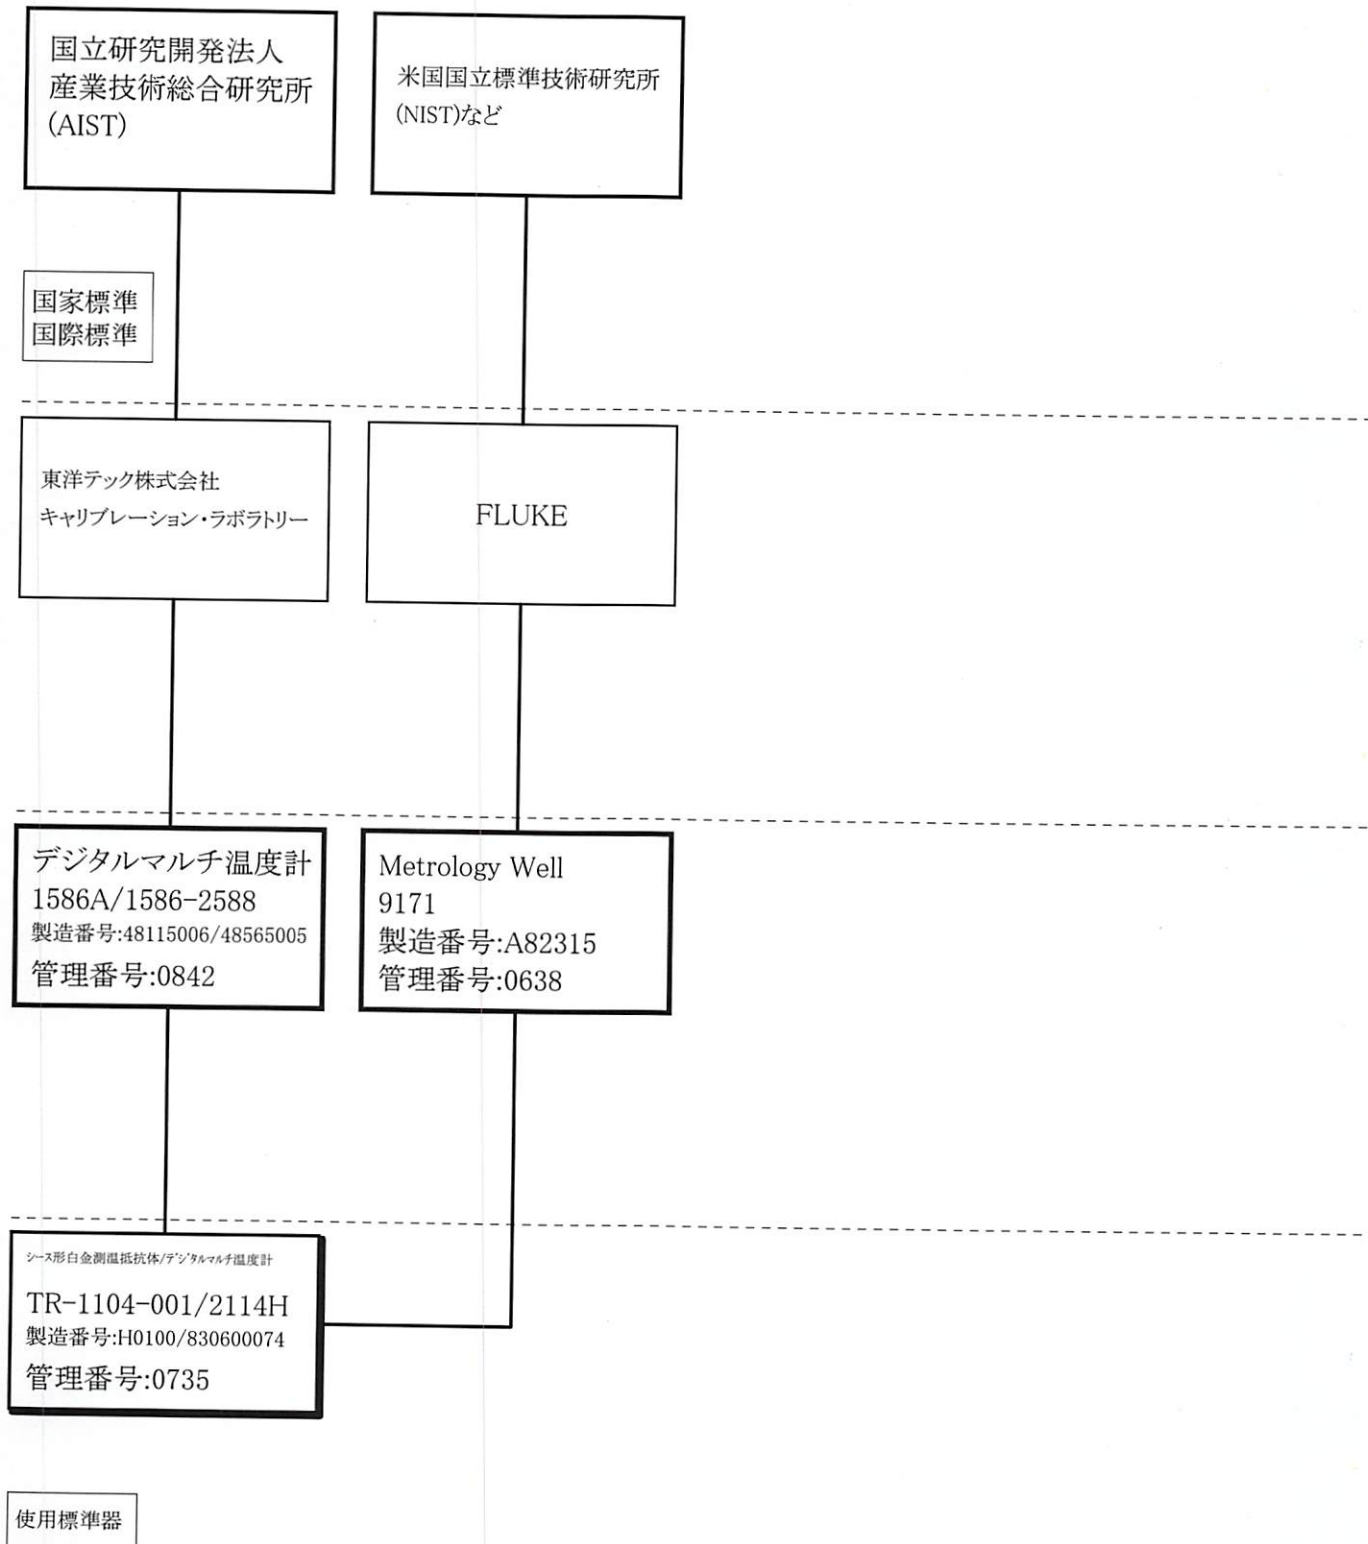 国立研究開発法人
産業技術総合研究所
(AIST)
米国国立標準技術研究所
(NIST)など
国家標準
国際標準
東洋テック株式会社
キャリブレーション・ラボラトリー
FLUKE
デジタルマルチ温度計
1586A/1586-2588
製造番号:48115006/48565005
管理番号:0842
Metrology Well
9171
製造番号:A82315
管理番号:0638
シース形白金測温抵抗体/デジタルマルチ温度計
TR-1104-001/2114H
製造番号:H0100/830600074
管理番号:0735
使用標準器